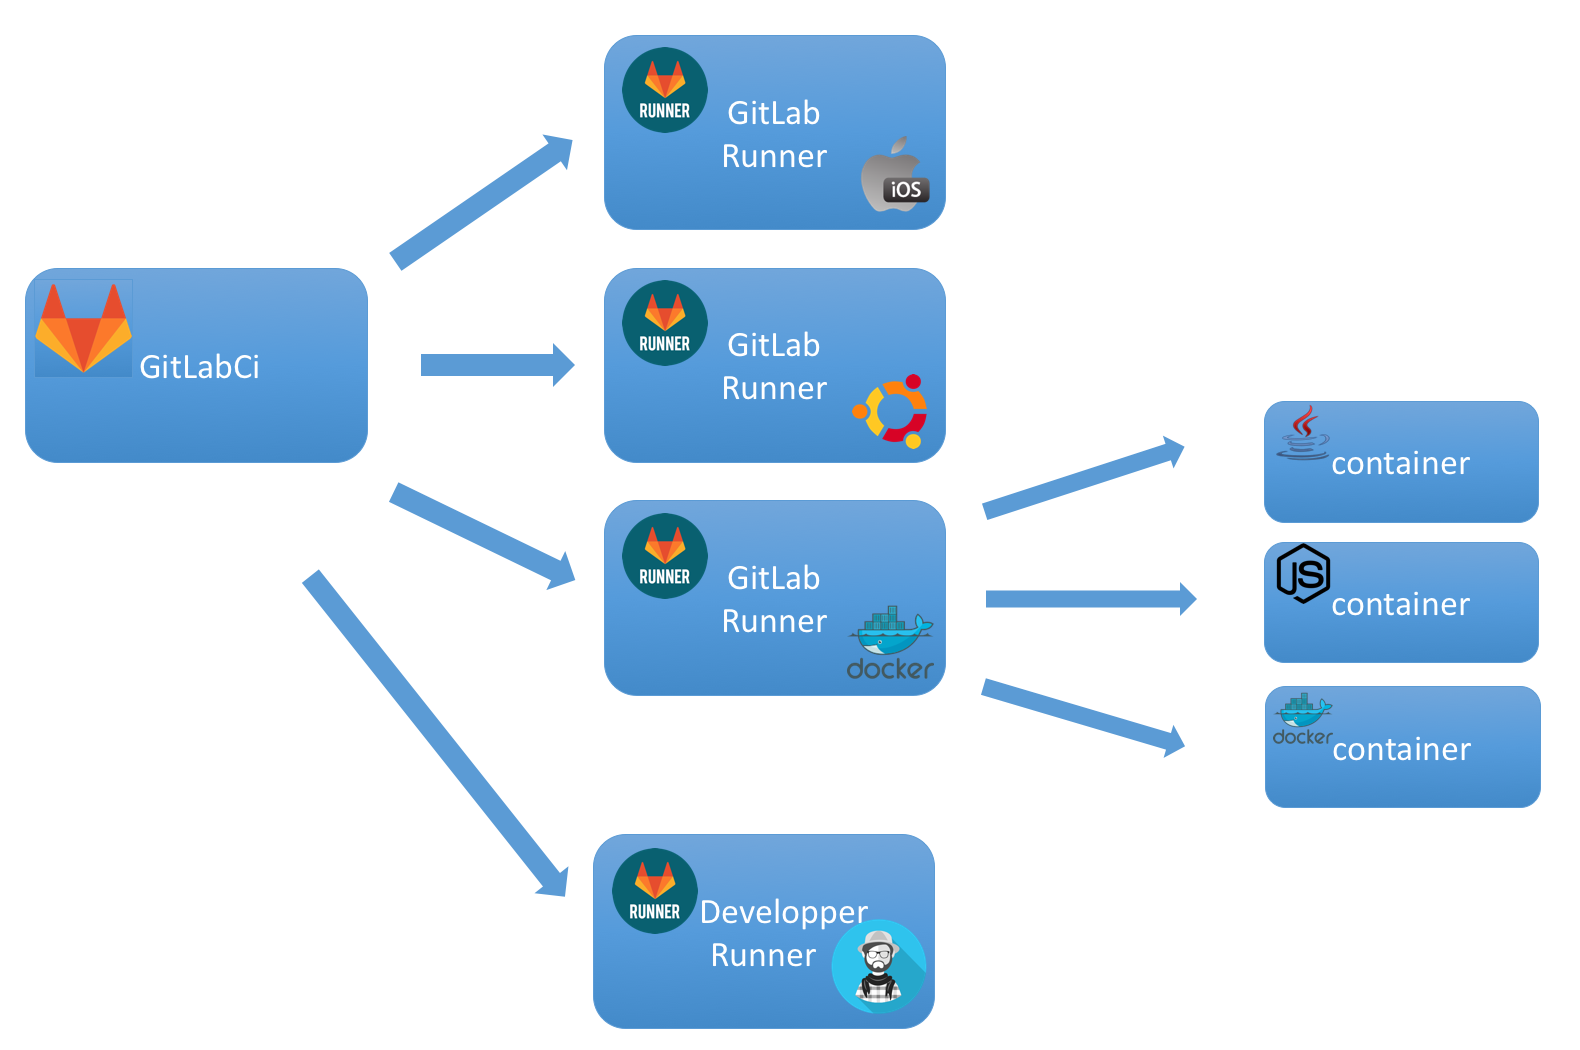 RUNNER
GitLab
Runner
iOS
GitLabCi
RUNNER
GitLab
Runner
RUNNER
GitLab
Runner
docker
container
JS
container
docker
container
RUNNER
Developper
Runner